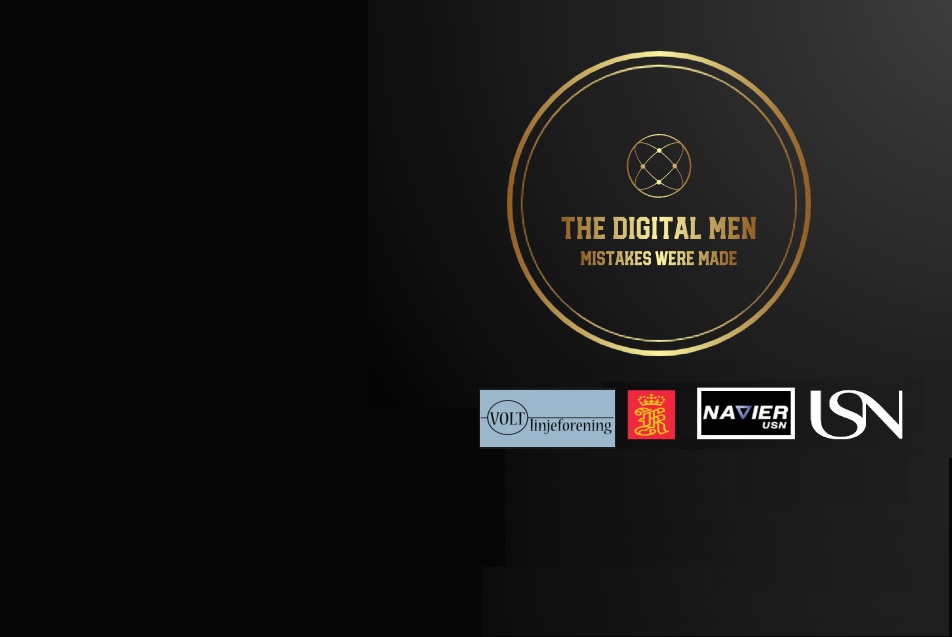 THE DIGITAL MEN
MISTAKES WERE MADE
VOLT linjeforening
NAVIER
USN
USN